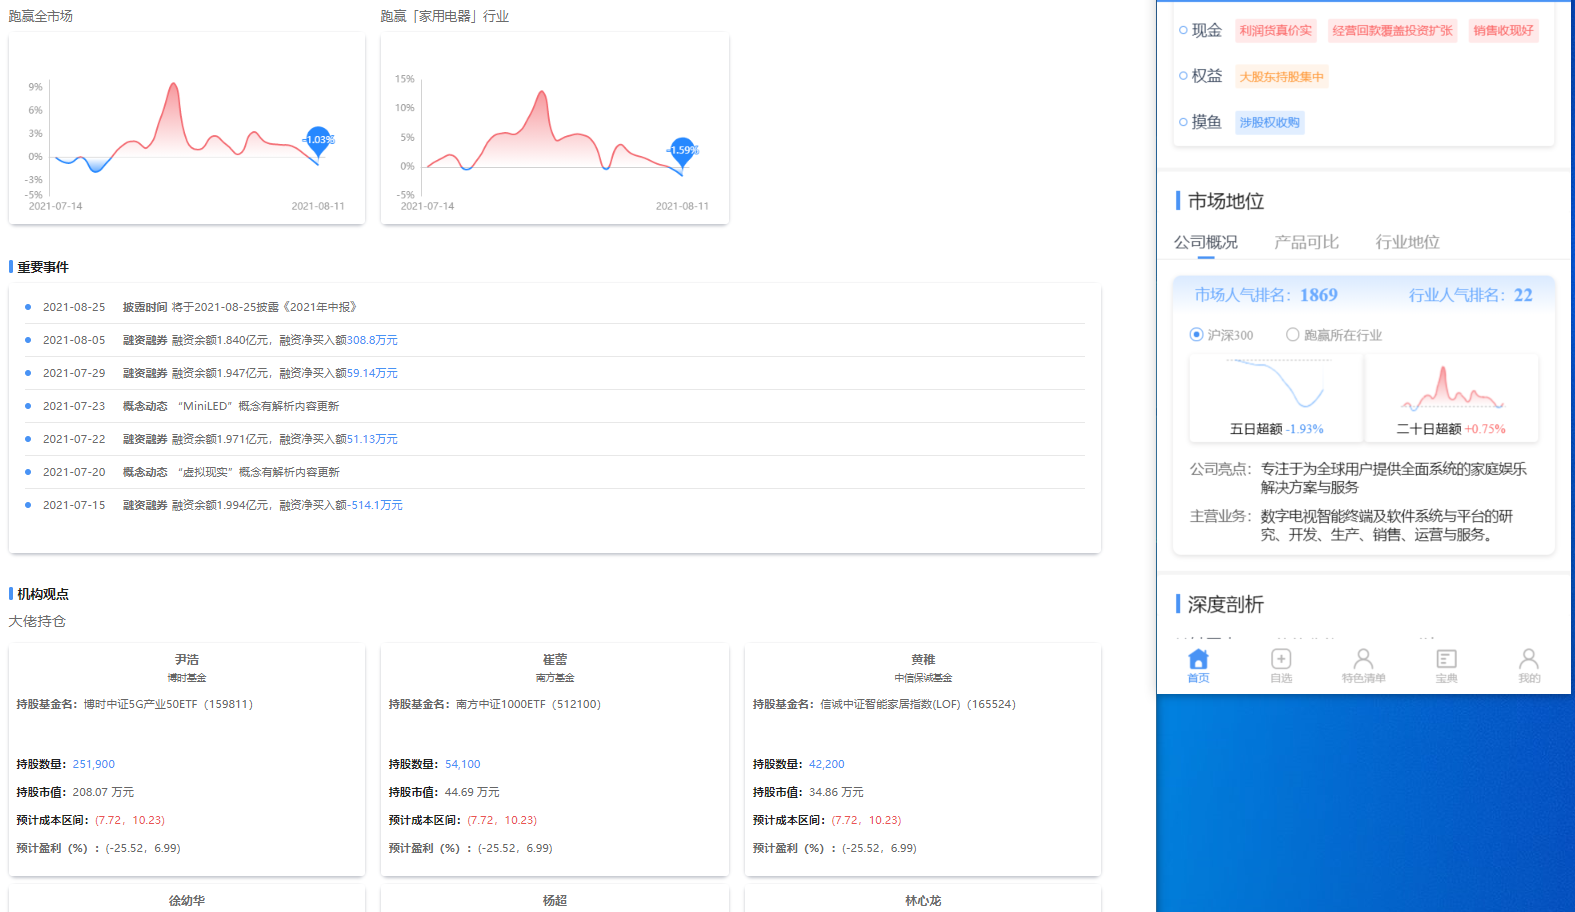 跑赢全市场
9%
6%
3%
0%
-3%
-5%
-1.03%
2021-07-14
2021-08-11
跑赢「家用电器」行业
15%
10%
5%
0%
-5%
-1.59%
2021-07-14
2021-08-11
重要事件
2021-08-25 披露时间 将于2021-08-25披露《2021年中报》
2021-08-05 融资融券 融资余额1.840亿元，融资净买入额308.8万元
2021-07-29 融资融券 融资余额1.947亿元，融资净买入额59.14万元
2021-07-23 概念动态 “MiniLED”概念有解析内容更新
2021-07-22 融资融券 融资余额1.971亿元，融资净买入额51.13万元
2021-07-20 概念动态 “虚拟现实”概念有解析内容更新
2021-07-15 融资融券 融资余额1.994亿元，融资净买入额-514.1万元
机构观点
大佬持仓
尹浩
博时基金
持股基金名：博时中证5G产业50ETF（159811）
持股数量：251,900
持股市值：208.07 万元
预计成本区间：(7.72，10.23)
预计盈利（%）：(-25.52，6.99)
崔蕾
南方基金
持股基金名：南方中证1000ETF（512100）
持股数量：54,100
持股市值：44.69 万元
预计成本区间：(7.72，10.23)
预计盈利（%）：(-25.52，6.99)
黄稚
中信保诚基金
持股基金名：信诚中证智能家居指数(LOF)（165524）
持股数量：42,200
持股市值：34.86 万元
预计成本区间：(7.72，10.23)
预计盈利（%）：(-25.52，6.99)
徐幼华
杨超
林心龙
现金 利润货真价实 经营回款覆盖投资扩张 销售收现好
权益 大股东持股集中
摸鱼 涉股权收购
市场地位
公司概况 产品可比 行业地位
市场人气排名：1869 行业人气排名：22
沪深300 跑赢所在行业
五日超额 -1.93%
二十日超额 +0.75%
公司亮点：专注于为全球用户提供全面系统的家庭娱乐
解决方案与服务
主营业务：数字电视智能终端及软件系统与平台的研
究、开发、生产、销售、运营与服务。
深度剖析
首页 自选 特色清单 宝典 我的